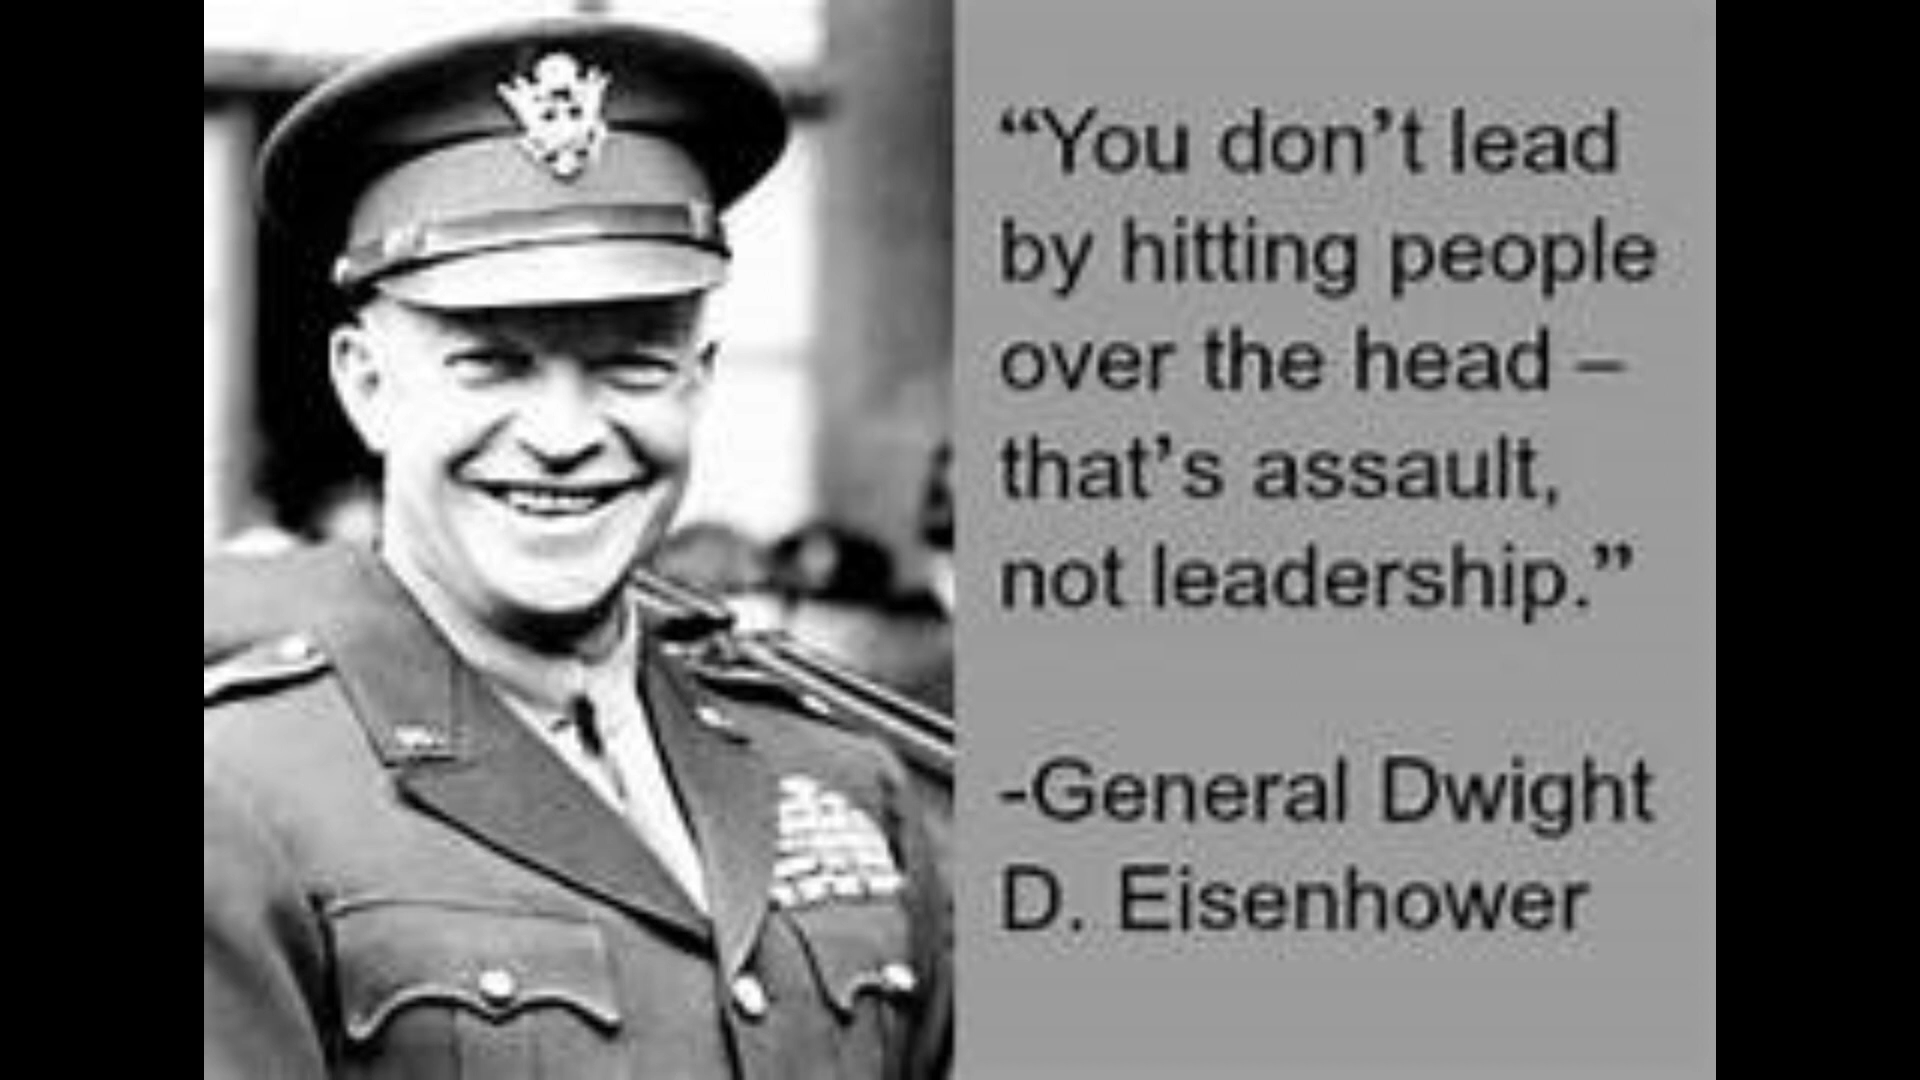 “You don’t lead
by hitting people
over the head –
that’s assault,
not leadership.”
-General Dwight
D. Eisenhower